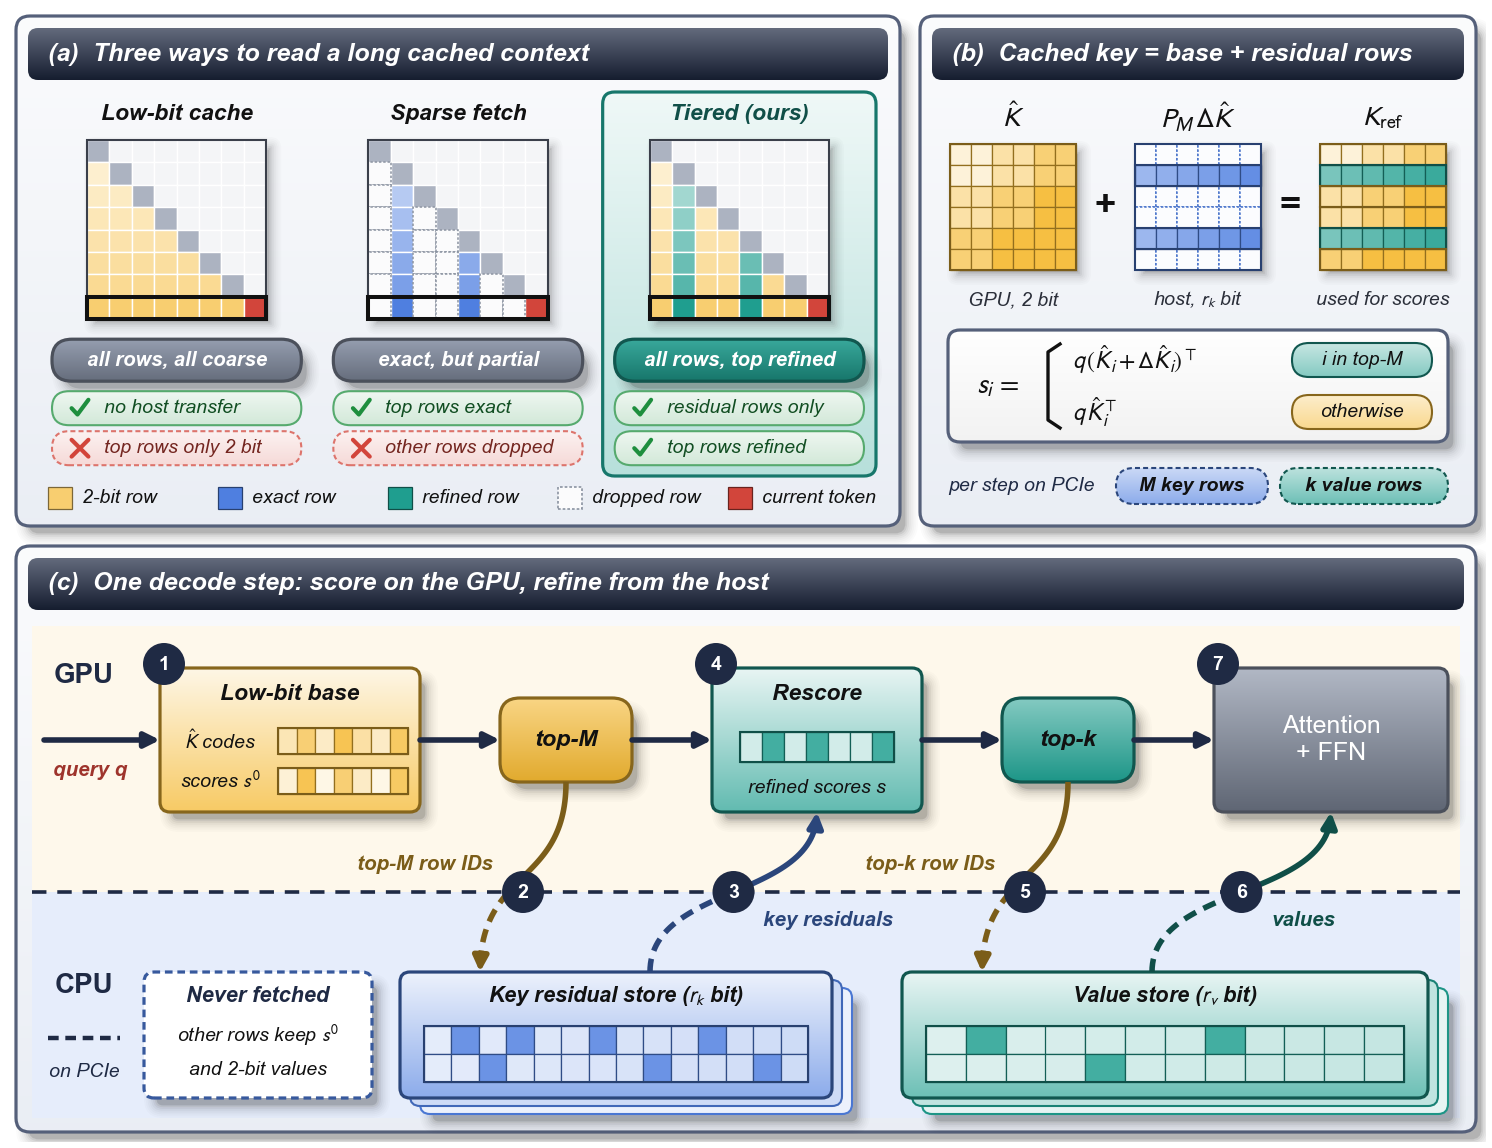 (a) Three ways to read a long cached context
Low-bit cache
Sparse fetch
Tiered (ours)
all rows, all coarse
exact, but partial
all rows, top refined
no host transfer
top rows exact
residual rows only
top rows only 2 bit
other rows dropped
top rows refined
2-bit row
exact row
refined row
dropped row
current token
(b) Cached key = base + residual rows
K̂
P_M ΔK̂
K_ref
+
=
GPU, 2 bit
host, r_k bit
used for scores
s_i =
q(K̂_i + ΔK̂_i)^⊤
i in top-M
qK̂_i^⊤
otherwise
per step on PCIe
M key rows
k value rows
(c) One decode step: score on the GPU, refine from the host
GPU
1
4
7
Low-bit base
K̂ codes
scores s^0
query q
top-M
Rescore
refined scores s
top-k
Attention
+ FFN
top-M row IDs
top-k row IDs
2
3
5
6
key residuals
values
CPU
on PCIe
Never fetched
other rows keep s^0
and 2-bit values
Key residual store (r_k bit)
Value store (r_v bit)